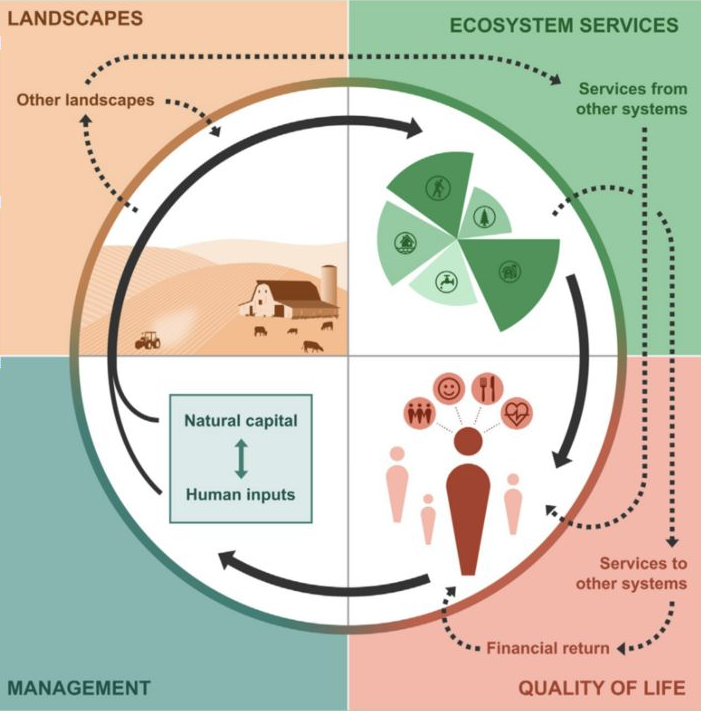 LANDSCAPES
ECOSYSTEM SERVICES
Other landscapes
Services from
other systems
Natural capital
Human inputs
Services to
other systems
Financial return
MANAGEMENT
QUALITY OF LIFE